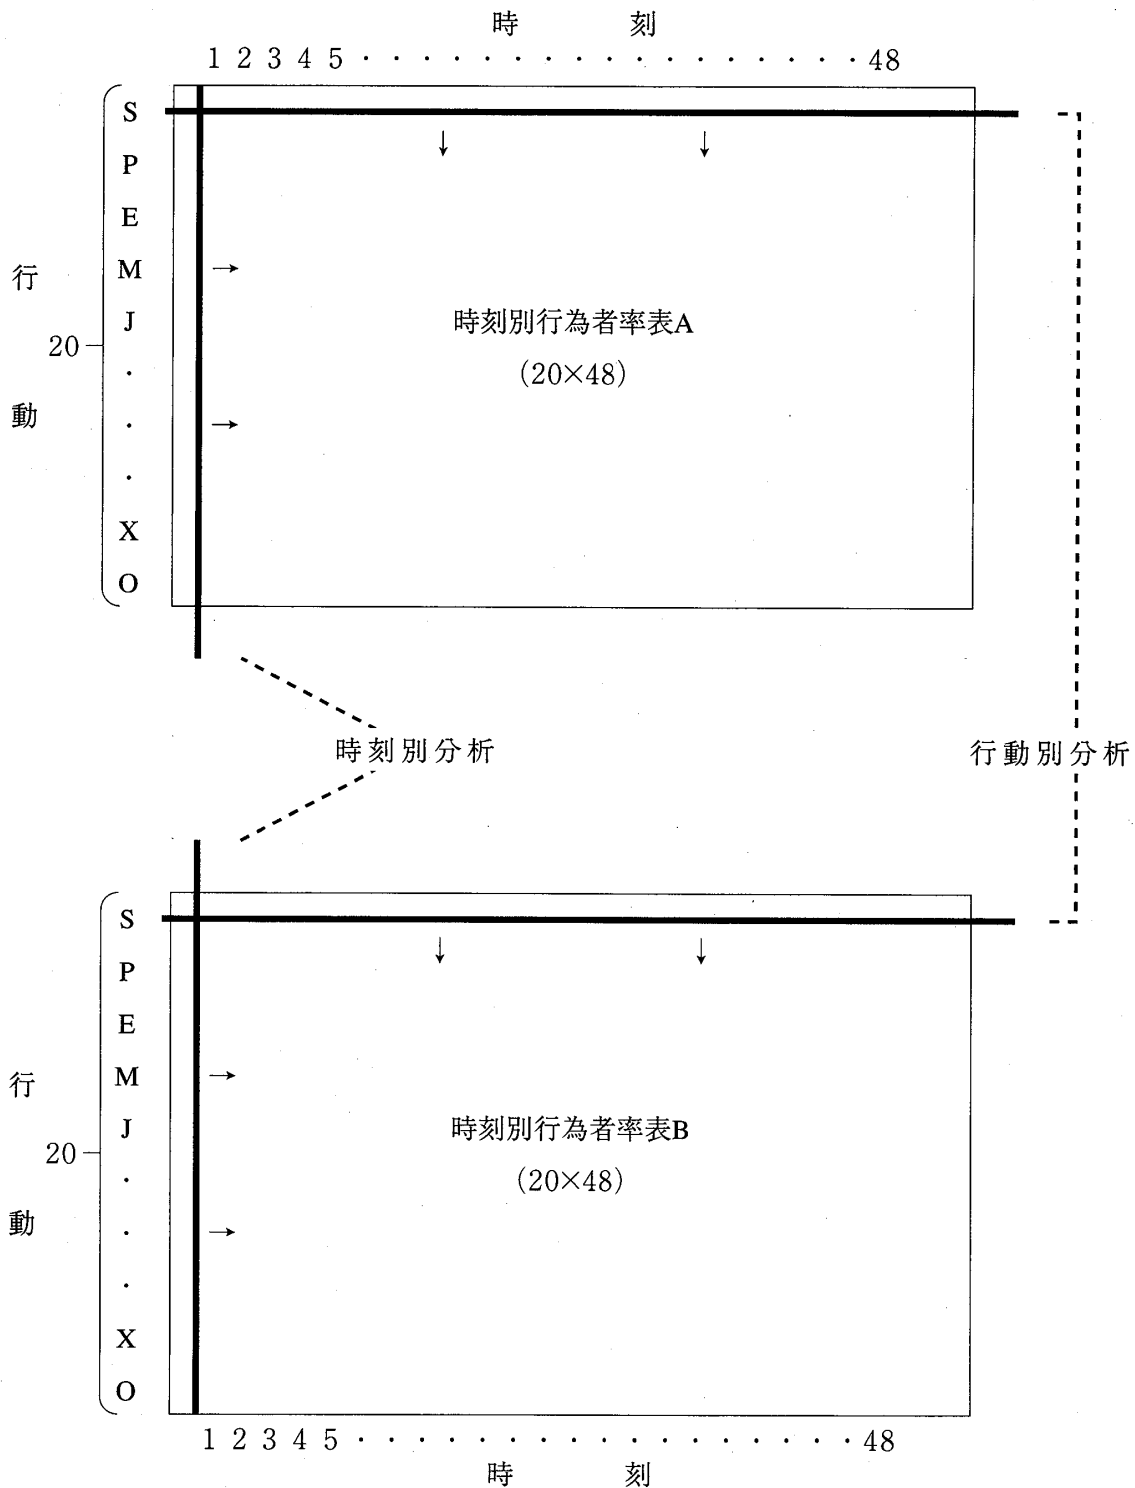 時刻
1 2 3 4 5 · · · · · · · · · · · · · · · · · 48
S
P
E
M
J
·
·
·
X
O
行動
20
時刻別行為者率表A
(20×48)
時刻別分析
行動別分析
S
P
E
M
J
·
·
·
X
O
行動
20
時刻別行為者率表B
(20×48)
1 2 3 4 5 · · · · · · · · · · · · · · · · · 48
時刻